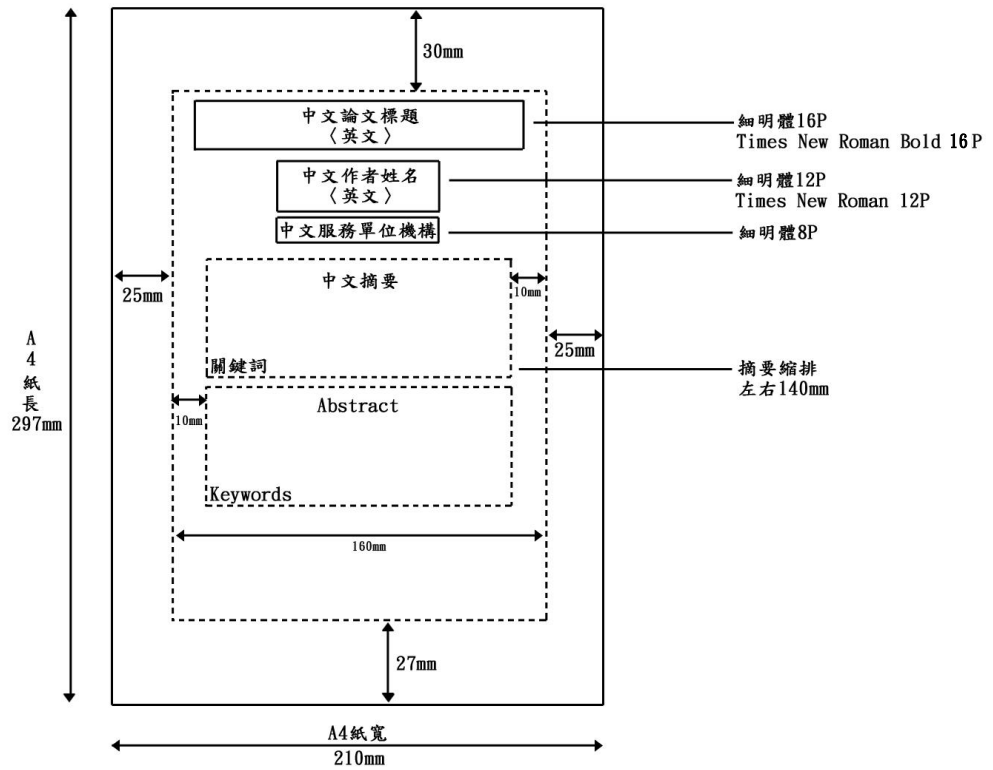 30mm
中文論文標題
〈英文〉
細明體16P
Times New Roman Bold 16P
中文作者姓名
〈英文〉
細明體12P
Times New Roman 12P
中文服務單位機構
細明體8P
中文摘要
10mm
25mm
關鍵詞
25mm
摘要縮排
左右140mm
A
4
紙
長
297mm
10mm
Abstract
Keywords
160mm
27mm
A4紙寬
210mm